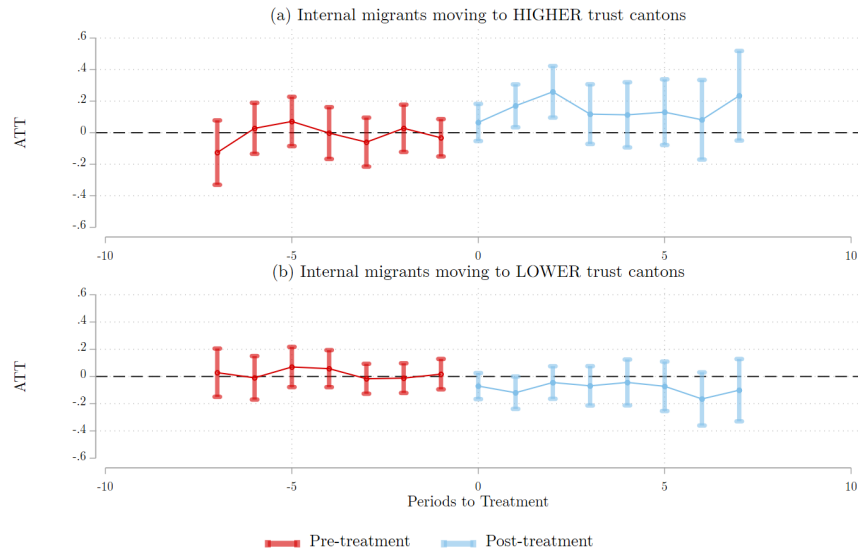 (a) Internal migrants moving to HIGHER trust cantons
.6
.4
.2
0
-.2
-.4
-.6
ATT
-10 -5 0 5 10
(b) Internal migrants moving to LOWER trust cantons
.6
.4
.2
0
-.2
-.4
-.6
ATT
-10 -5 0 5 10
Periods to Treatment
Pre-treatment Post-treatment